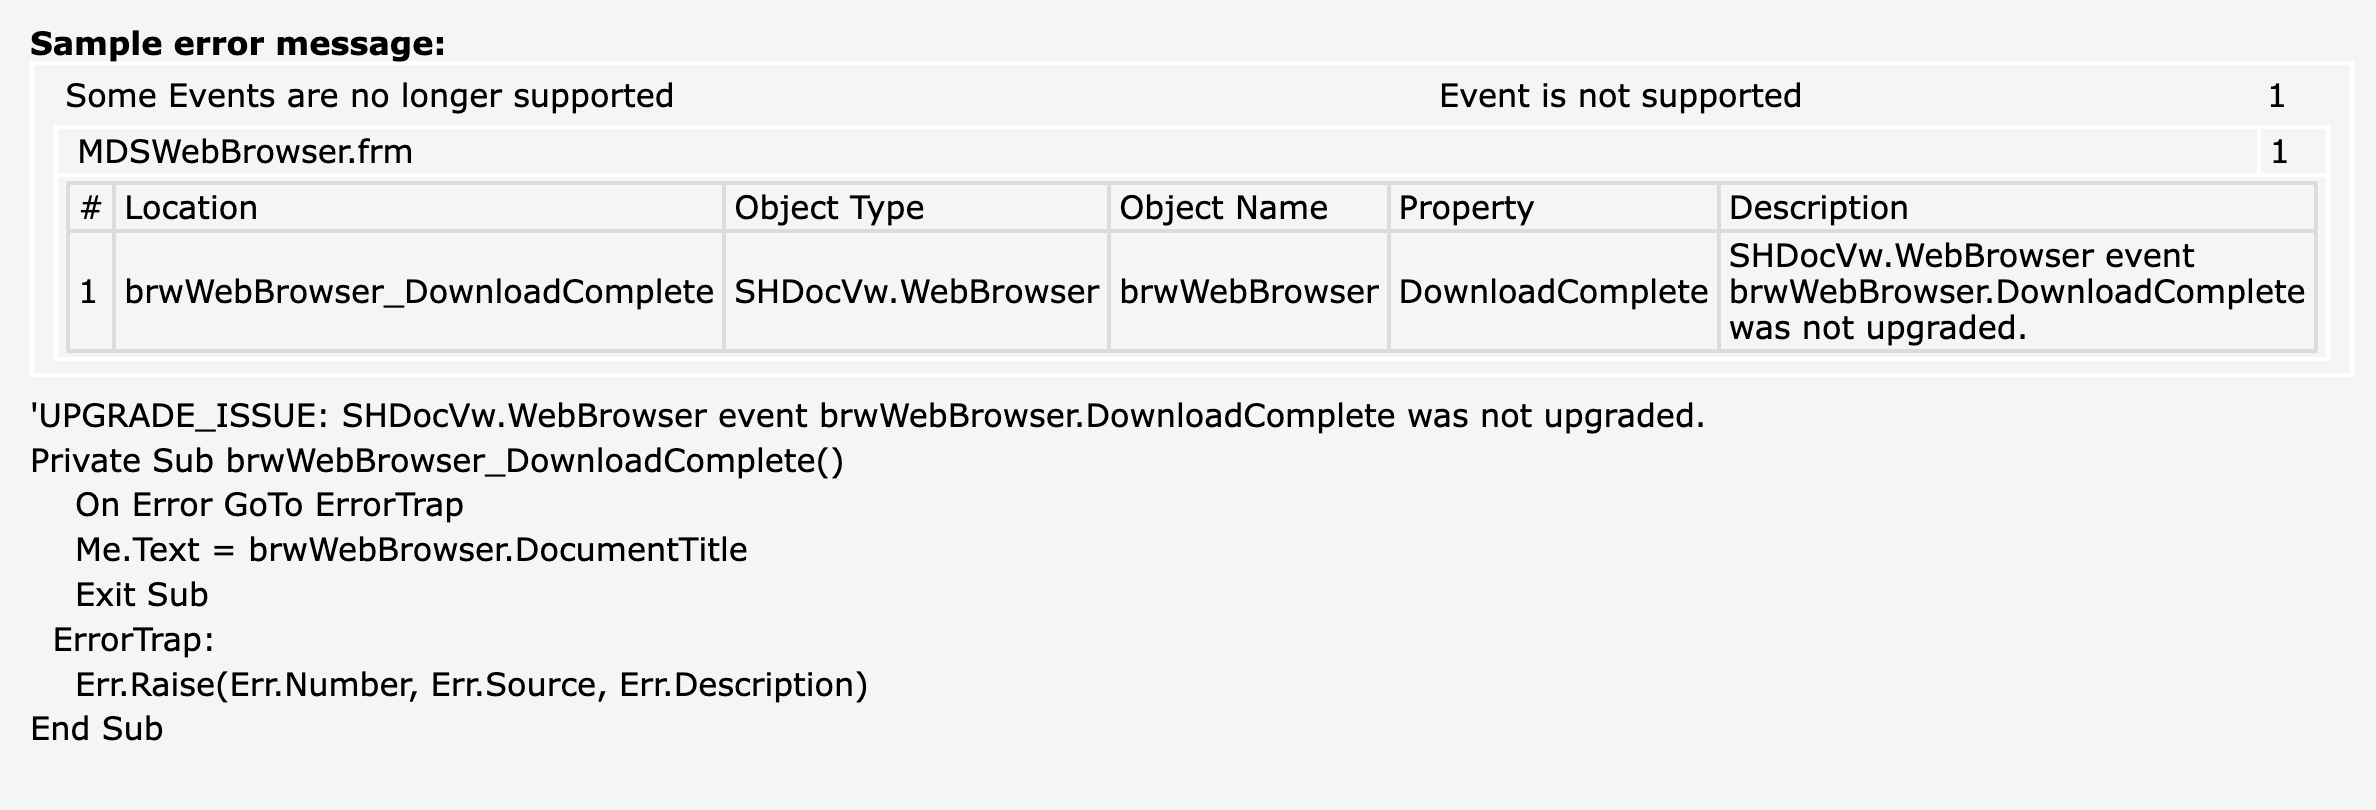 Sample error message:
Some Events are no longer supported Event is not supported 1
MDSWebBrowser.frm 1
# Location Object Type Object Name Property Description
1 brwWebBrowser_DownloadComplete SHDocVw.WebBrowser brwWebBrowser DownloadComplete SHDocVw.WebBrowser event
brwWebBrowser.DownloadComplete
was not upgraded.
'UPGRADE_ISSUE: SHDocVw.WebBrowser event brwWebBrowser.DownloadComplete was not upgraded.
Private Sub brwWebBrowser_DownloadComplete()
On Error GoTo ErrorTrap
Me.Text = brwWebBrowser.DocumentTitle
Exit Sub
ErrorTrap:
Err.Raise(Err.Number, Err.Source, Err.Description)
End Sub